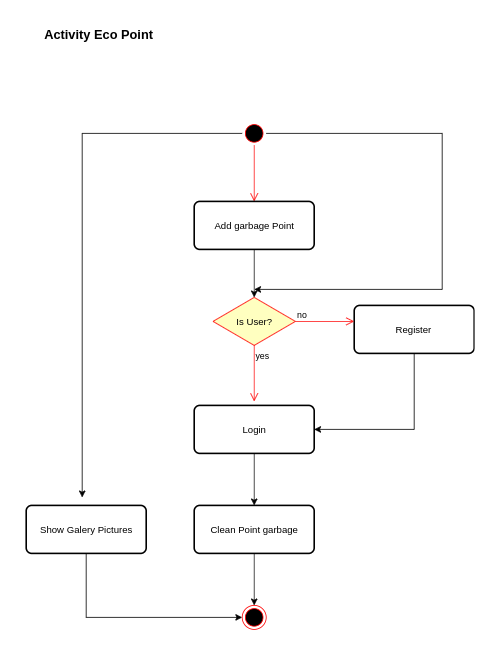 Activity Eco Point
Add garbage Point
Is User?
no
Register
yes
Login
Show Galery Pictures
Clean Point garbage